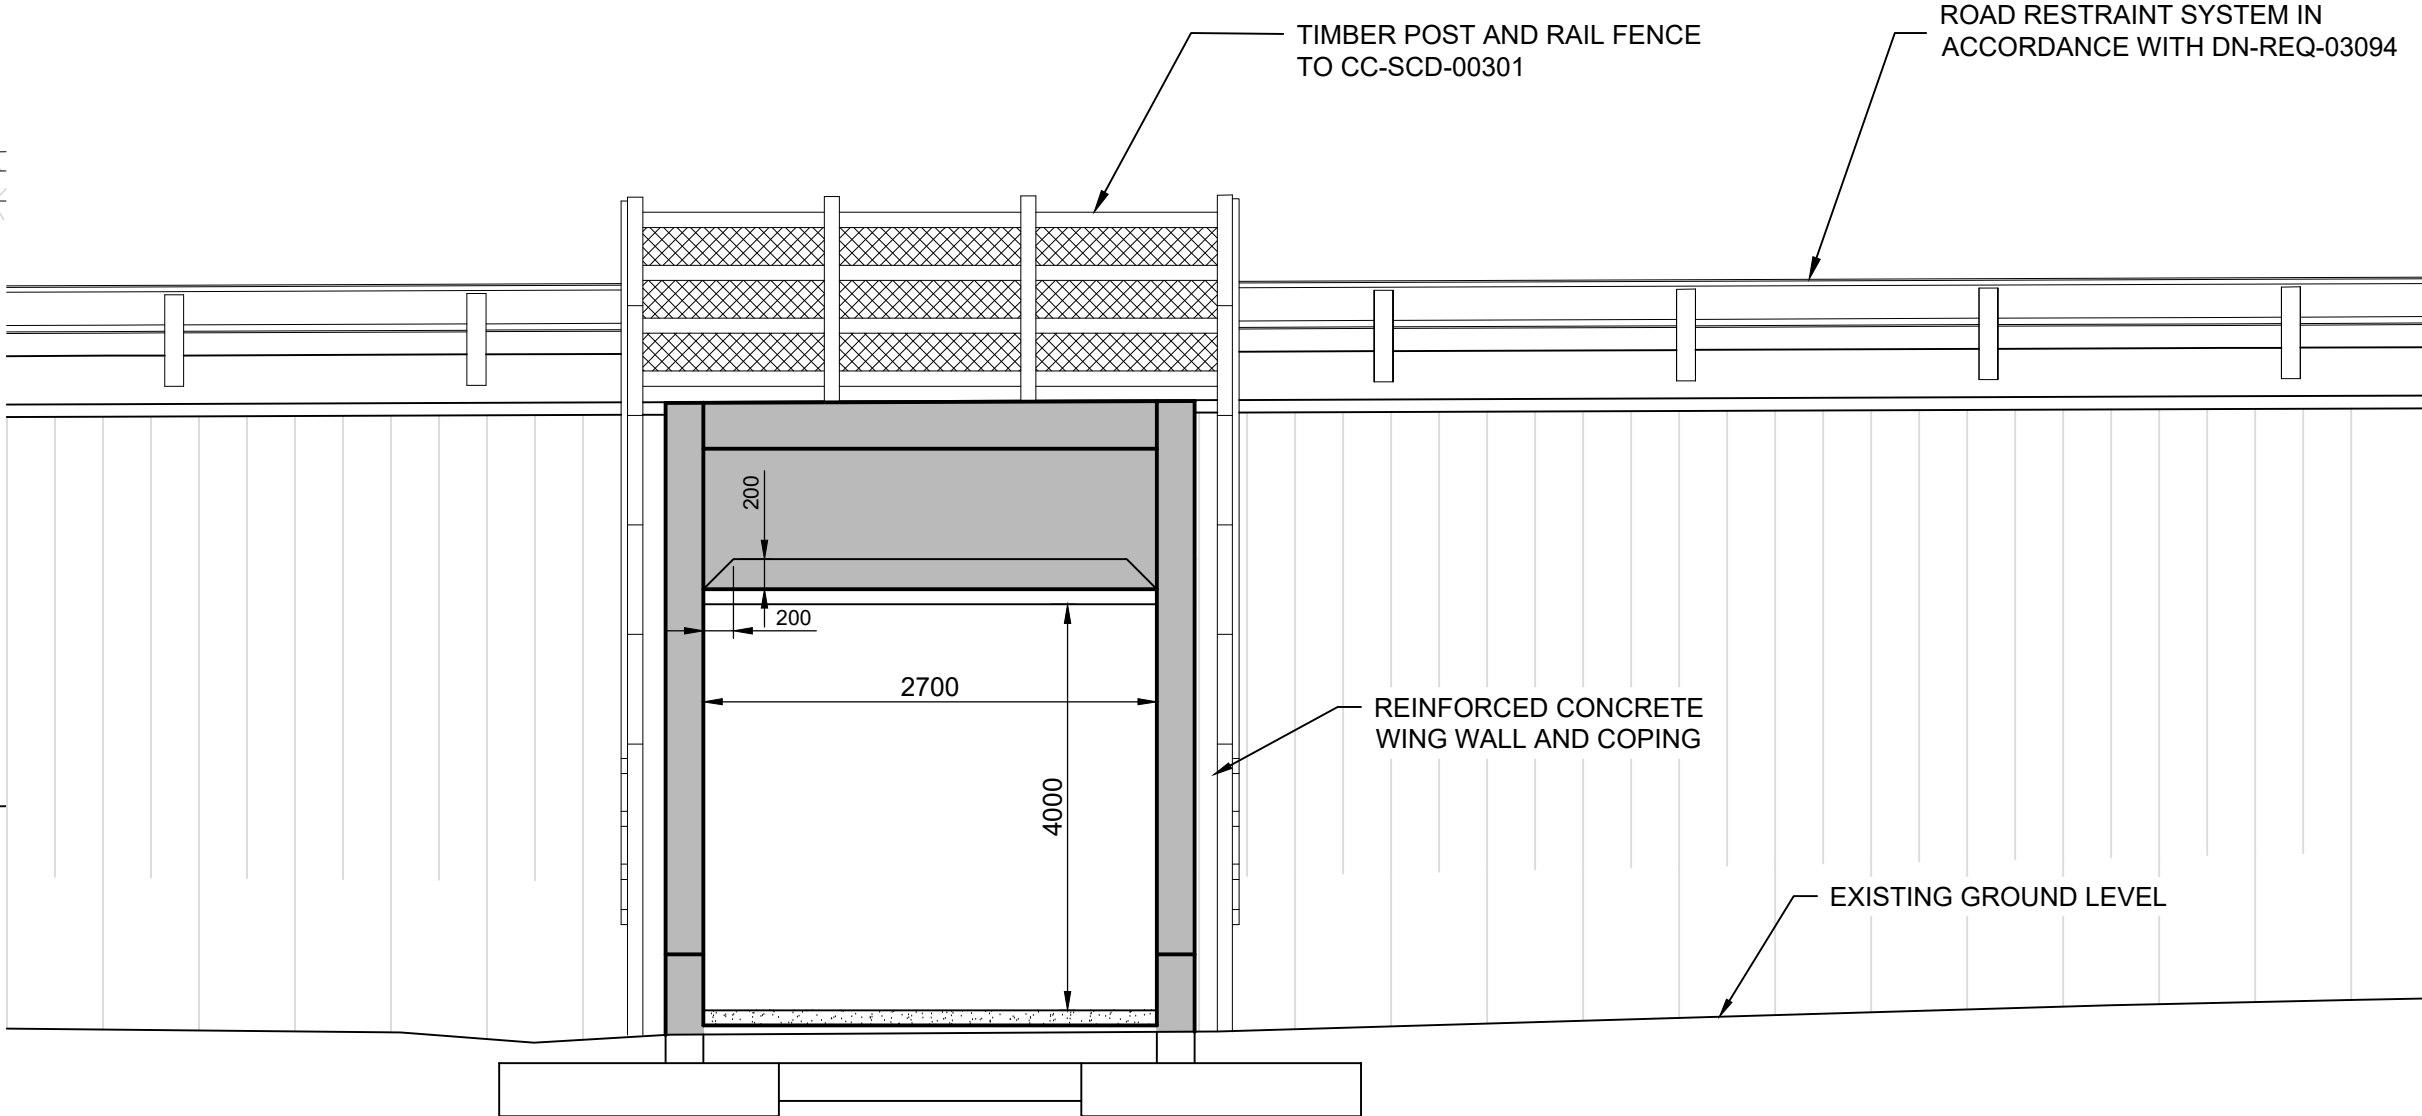 ROAD RESTRAINT SYSTEM IN
ACCORDANCE WITH DN-REQ-03094
TIMBER POST AND RAIL FENCE
TO CC-SCD-00301
200
200
2700
REINFORCED CONCRETE
WING WALL AND COPING
4000
EXISTING GROUND LEVEL